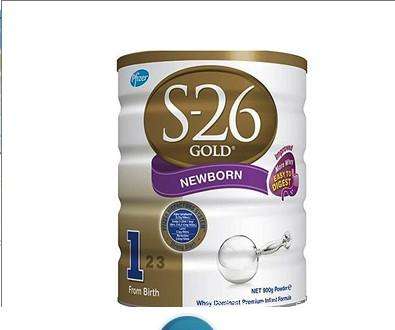 Pfizer
S-26
GOLD®
NEWBORN
Improved
EASY TO
DIGEST
1 2 3
From Birth
NET 900g Powder
Whey Dominant Premium Infant Formula